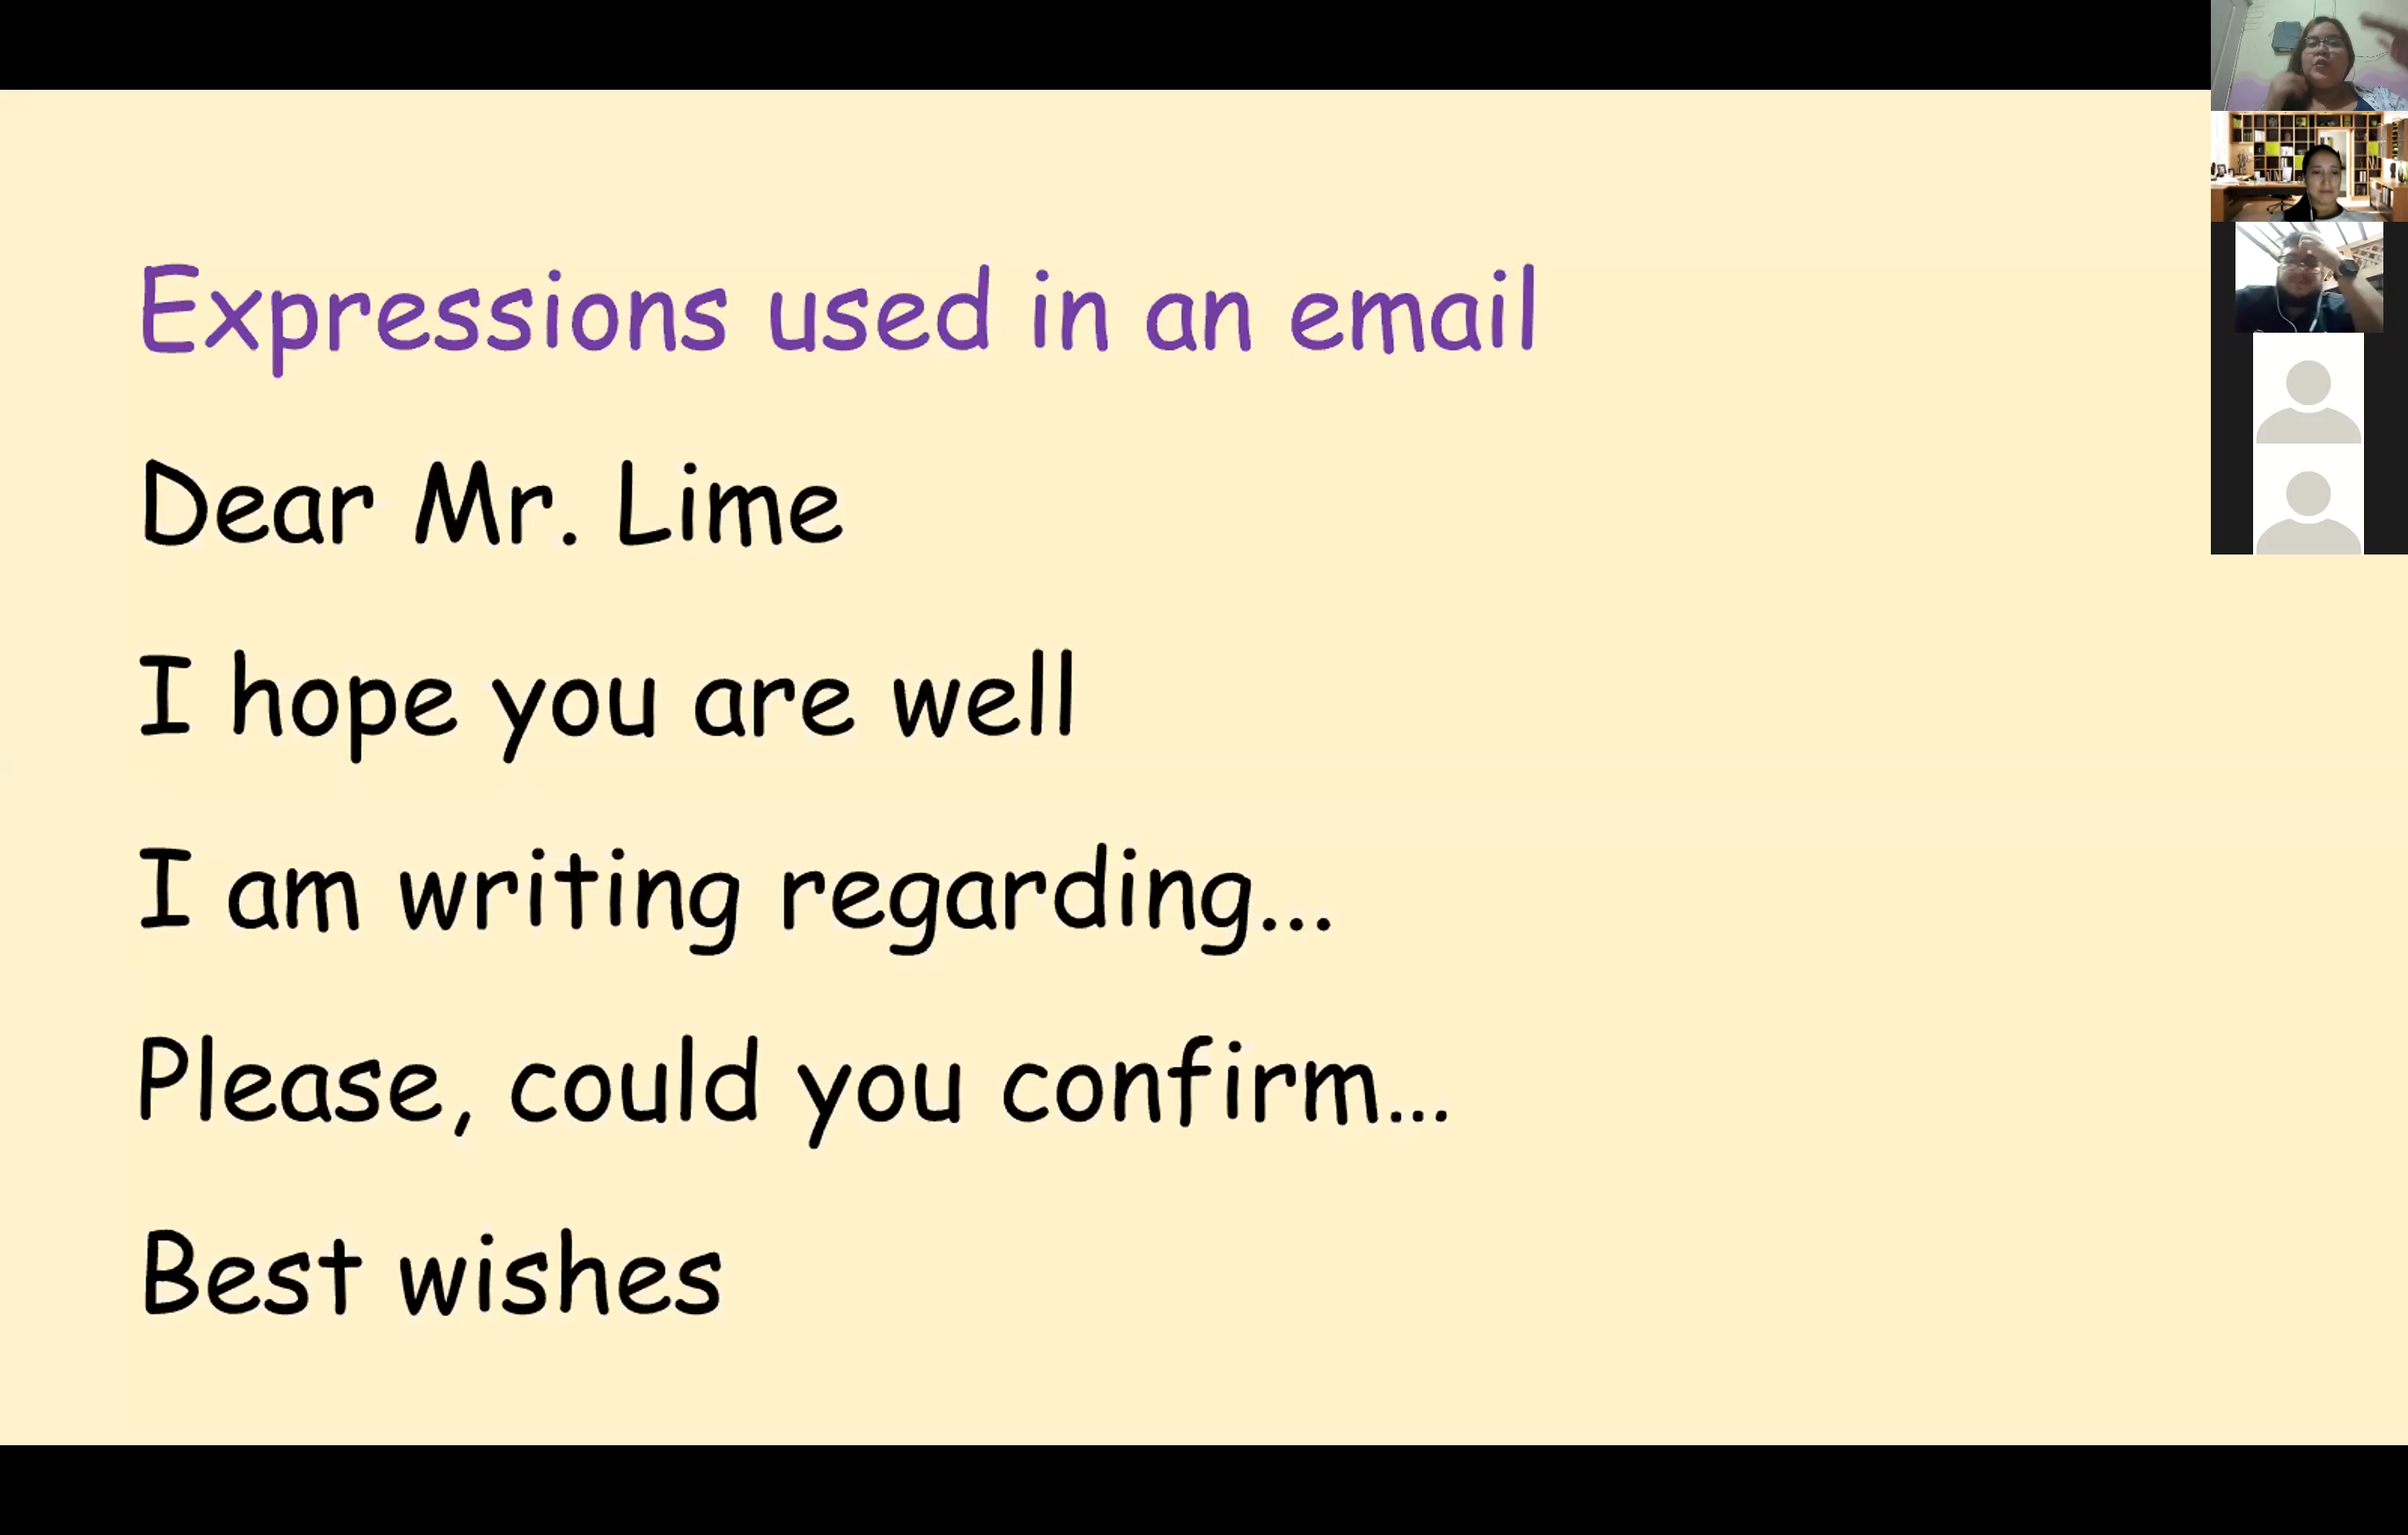 Expressions used in an email
Dear Mr. Lime
I hope you are well
I am writing regarding...
Please, could you confirm...
Best wishes